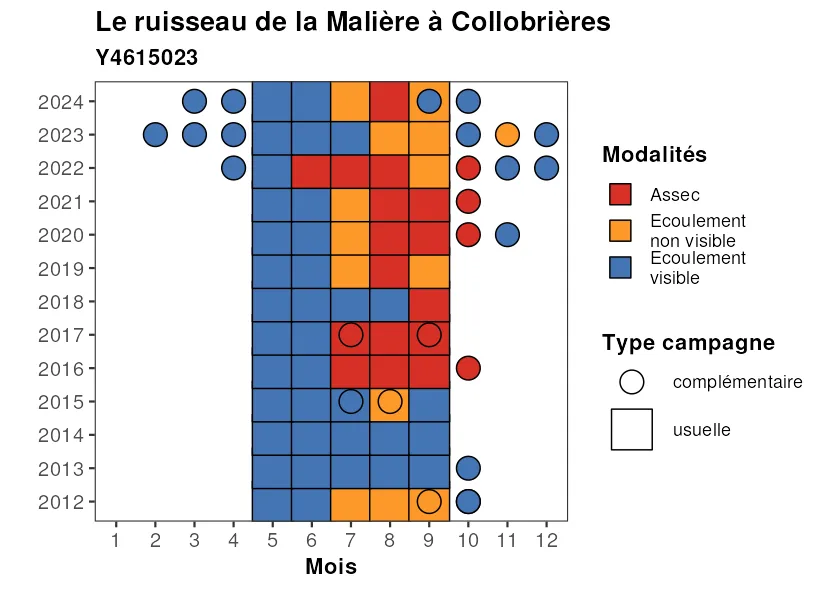 Le ruisseau de la Malière à Collobrières
Y4615023
2024
2023
2022
2021
2020
2019
2018
2017
2016
2015
2014
2013
2012
1 2 3 4 5 6 7 8 9 10 11 12
Mois
Modalités
Assec
Ecoulement
non visible
Ecoulement
visible
Type campagne
complémentaire
usuelle